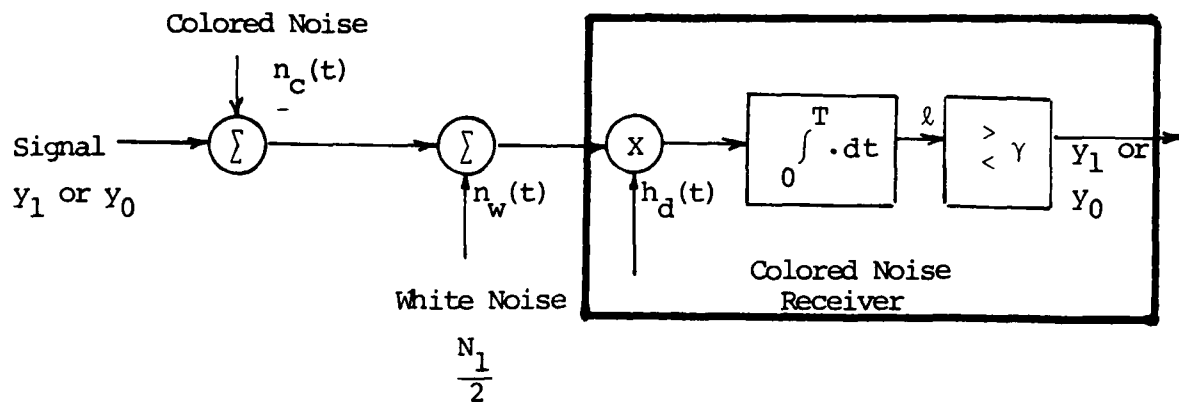 Colored Noise
n_c(t)
Signal
y_1 or y_0
Σ
Σ
n_w(t)
White Noise
N_1
2
X
h_d(t)
∫
T
0
.dt
ℓ
>
< γ
y_1 or
y_0
Colored Noise
Receiver